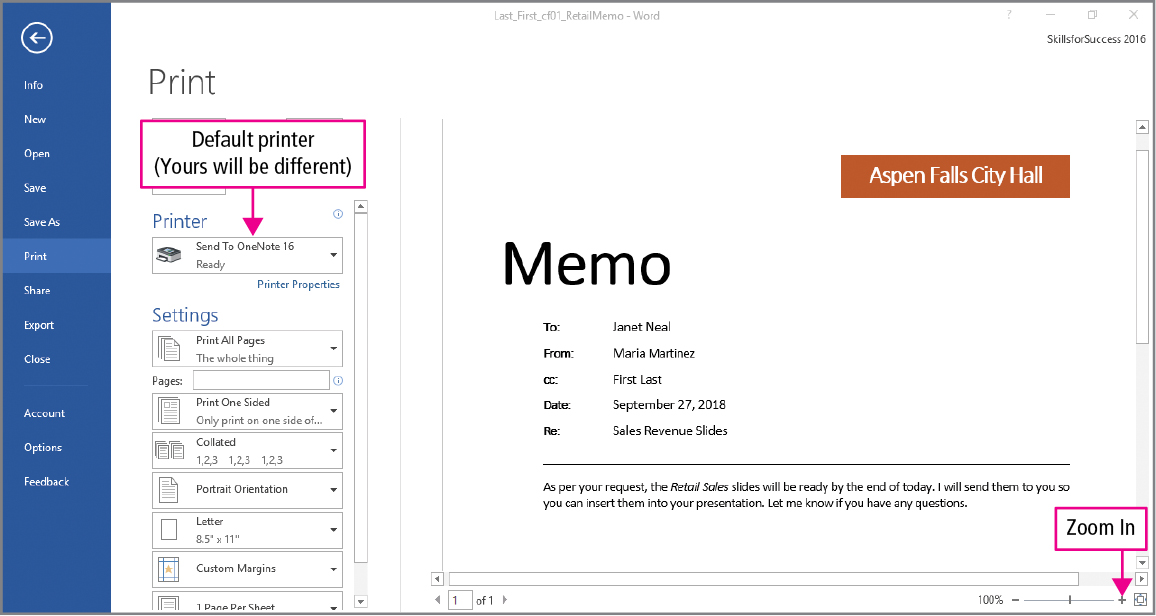 Last_First_cf01_RetailMemo - Word
?
SkillsforSuccess 2016
Info
New
Open
Save
Save As
Print
Share
Export
Close
Account
Options
Feedback
Print
Default printer
(Yours will be different)
Printer
Send To OneNote 16
Ready
Printer Properties
Settings
Print All Pages
The whole thing
Pages:
Print One Sided
Only print on one side of...
Collated
1,2,3 1,2,3 1,2,3
Portrait Orientation
Letter
8.5" x 11"
Custom Margins
1 Page Per Sheet
Aspen Falls City Hall
Memo
To: Janet Neal
From: Maria Martinez
cc: First Last
Date: September 27, 2018
Re: Sales Revenue Slides
As per your request, the Retail Sales slides will be ready by the end of today. I will send them to you so
you can insert them into your presentation. Let me know if you have any questions.
Zoom In
1 of 1
100%